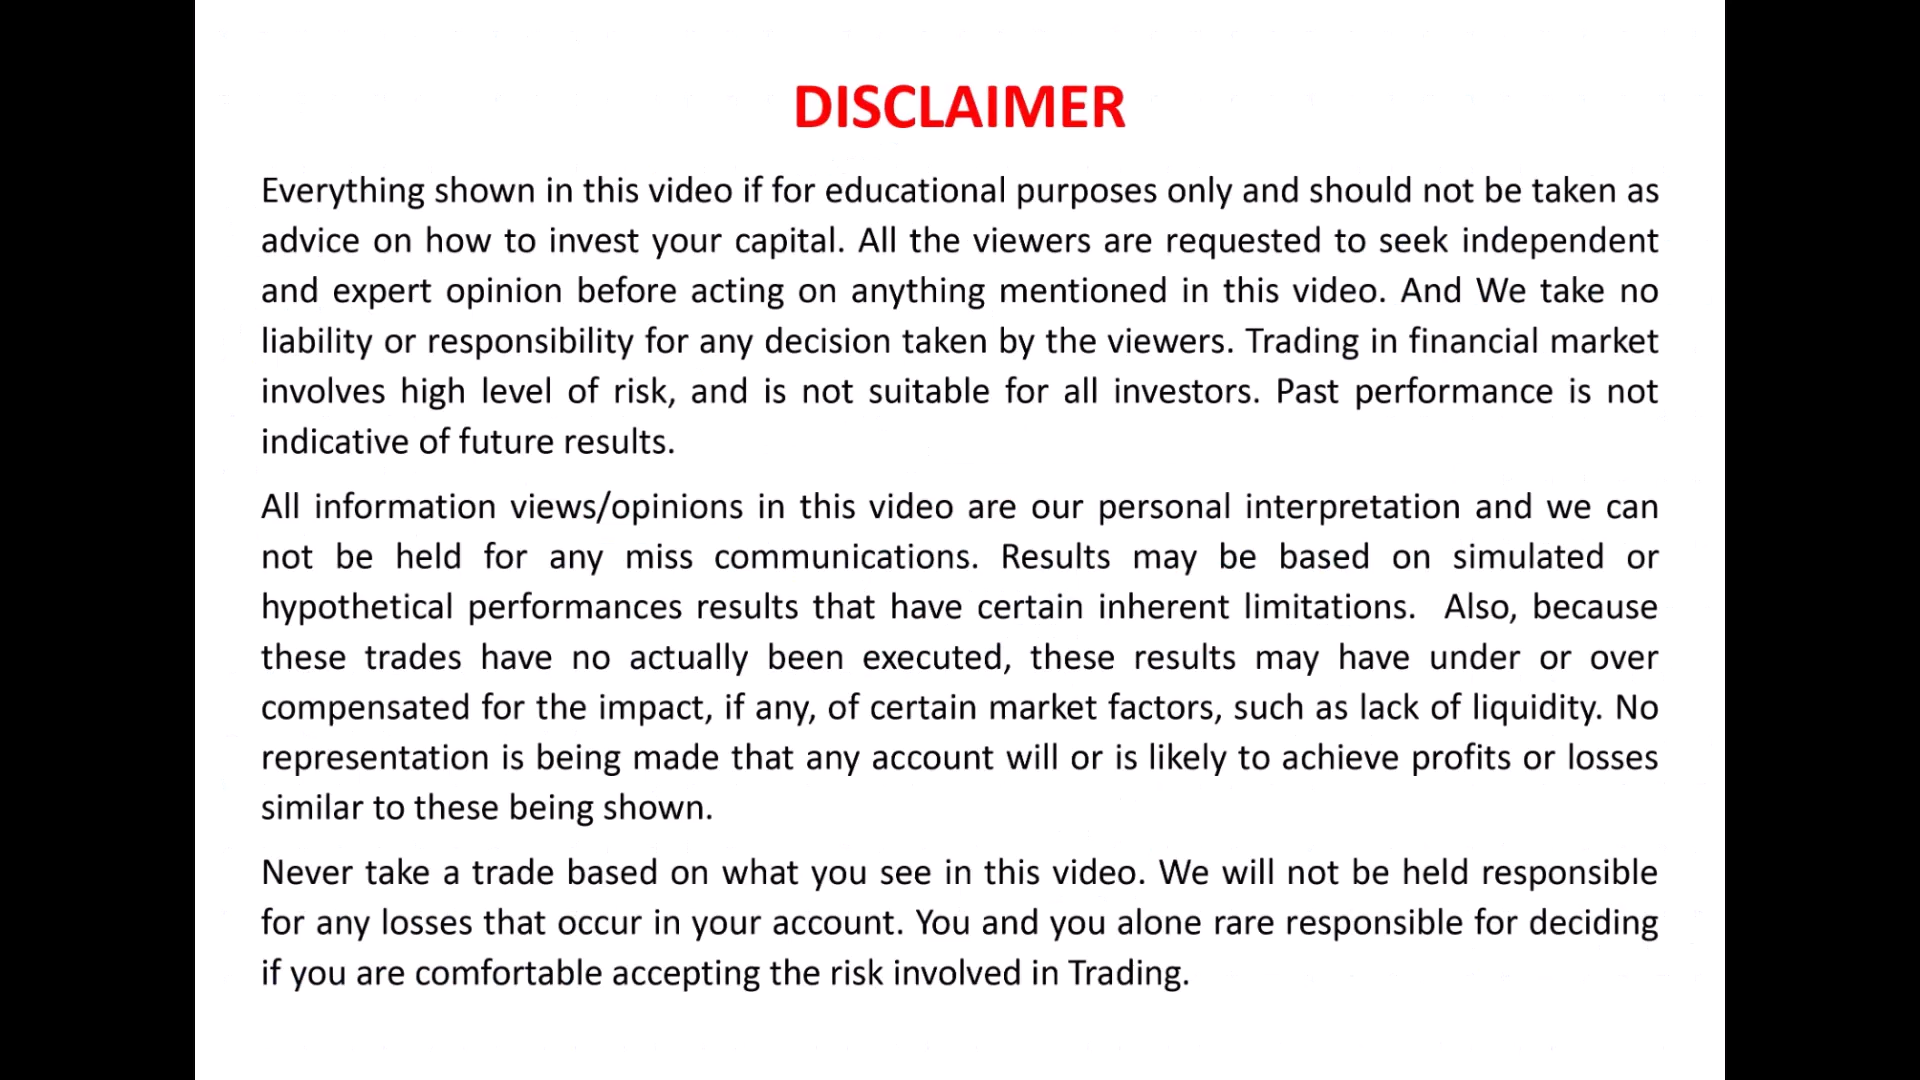 DISCLAIMER
Everything shown in this video if for educational purposes only and should not be taken as
advice on how to invest your capital. All the viewers are requested to seek independent
and expert opinion before acting on anything mentioned in this video. And We take no
liability or responsibility for any decision taken by the viewers. Trading in financial market
involves high level of risk, and is not suitable for all investors. Past performance is not
indicative of future results.
All information views/opinions in this video are our personal interpretation and we can
not be held for any miss communications. Results may be based on simulated or
hypothetical performances results that have certain inherent limitations.  Also, because
these trades have no actually been executed, these results may have under or over
compensated for the impact, if any, of certain market factors, such as lack of liquidity. No
representation is being made that any account will or is likely to achieve profits or losses
similar to these being shown.
Never take a trade based on what you see in this video. We will not be held responsible
for any losses that occur in your account. You and you alone rare responsible for deciding
if you are comfortable accepting the risk involved in Trading.